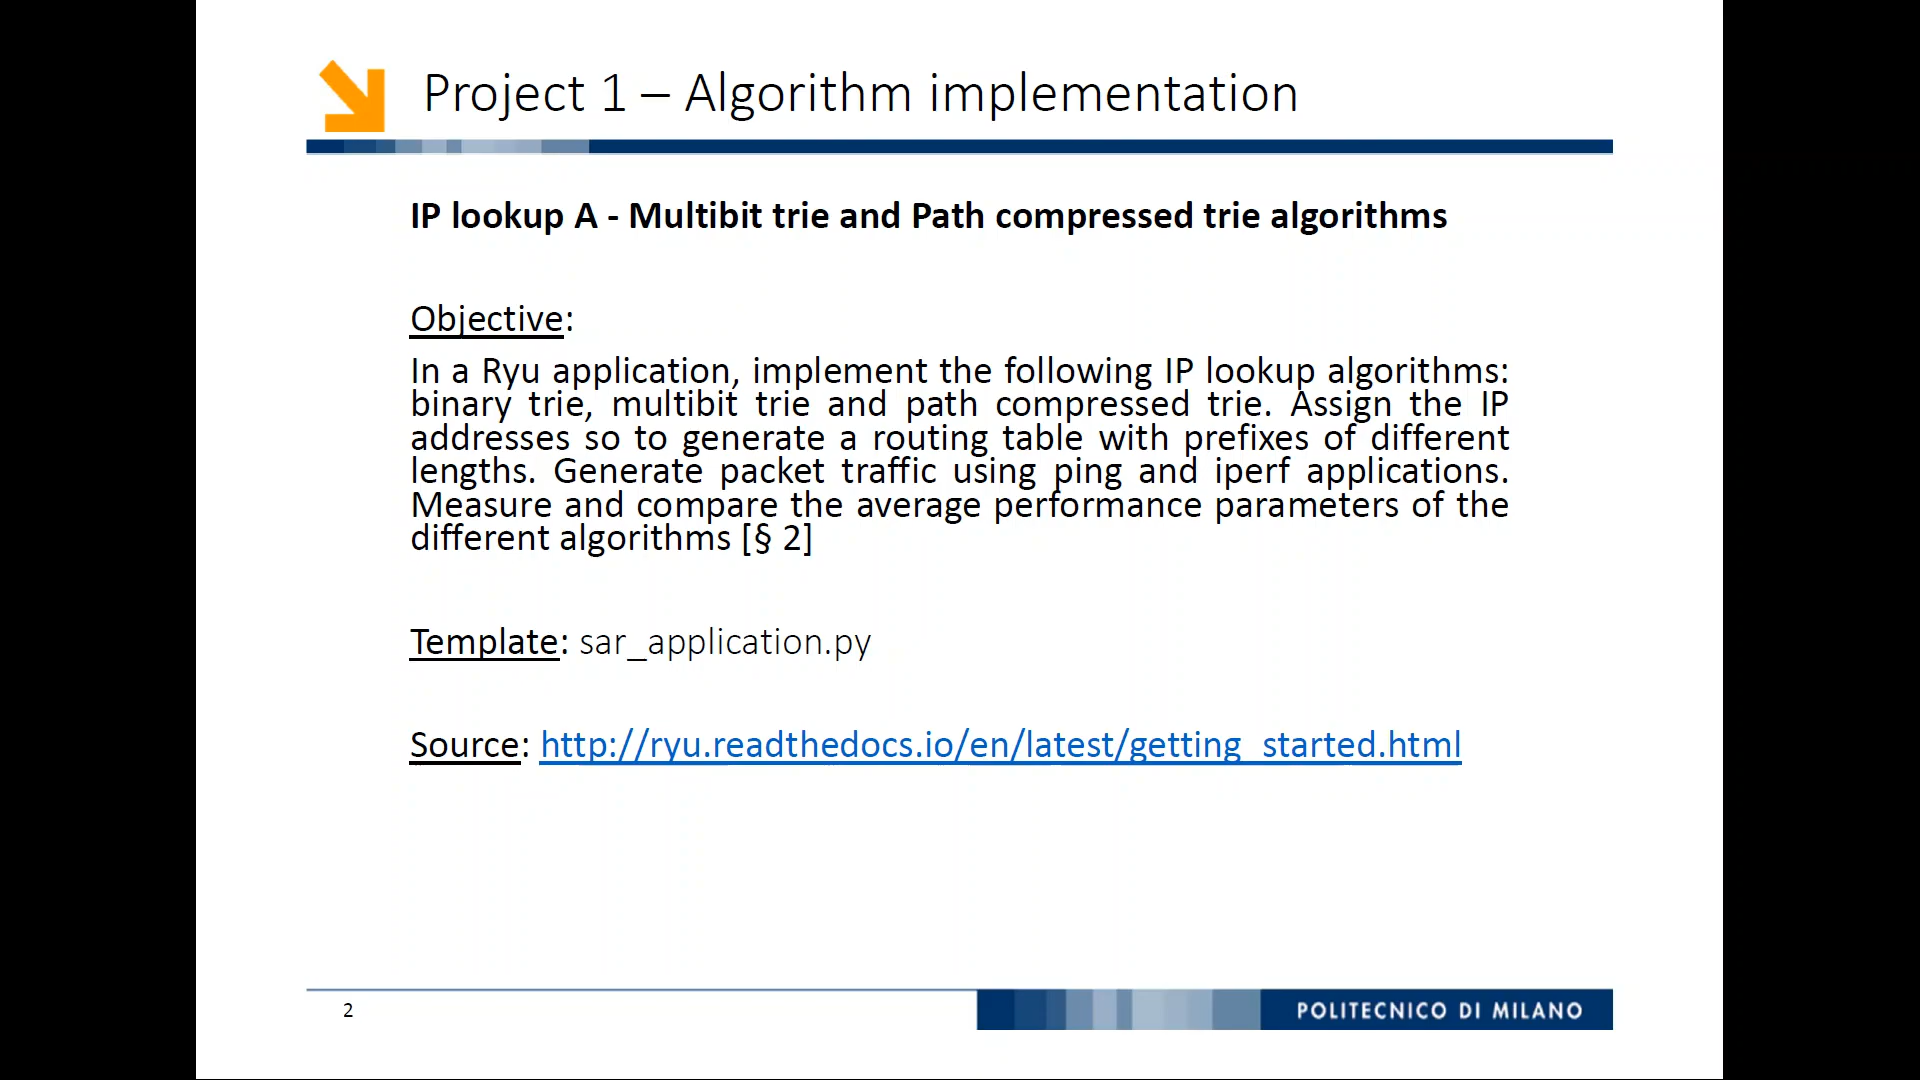 Project 1 – Algorithm implementation
IP lookup A - Multibit trie and Path compressed trie algorithms
Objective:
In a Ryu application, implement the following IP lookup algorithms:
binary trie, multibit trie and path compressed trie. Assign the IP
addresses so to generate a routing table with prefixes of different
lengths. Generate packet traffic using ping and iperf applications.
Measure and compare the average performance parameters of the
different algorithms [§ 2]
Template: sar_application.py
Source: http://ryu.readthedocs.io/en/latest/getting_started.html
2
POLITECNICO DI MILANO